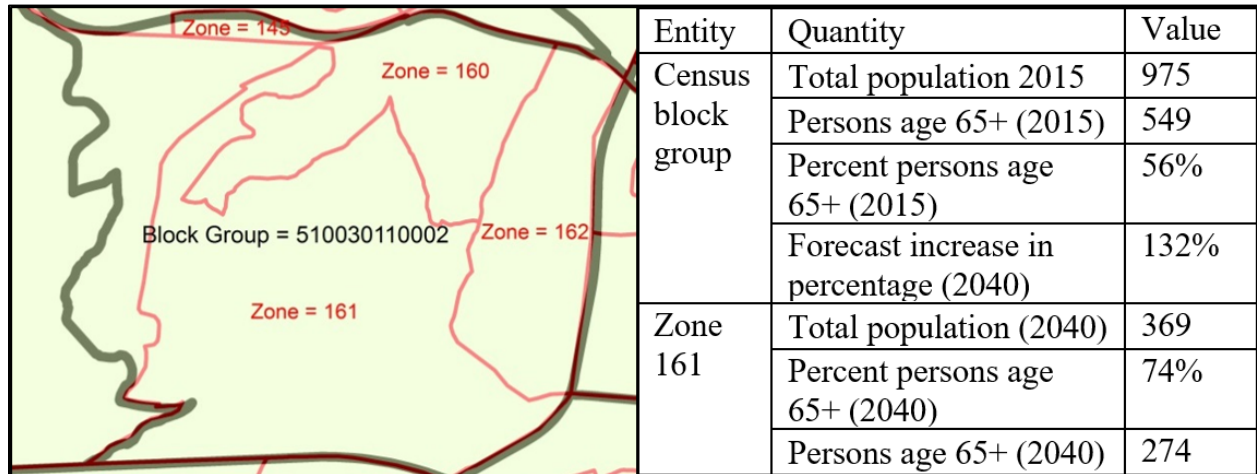 Zone = 145
Zone = 160
Block Group = 510030110002
Zone = 162
Zone = 161
Entity Quantity Value
Census
block
group
Total population 2015 975
Persons age 65+ (2015) 549
Percent persons age
65+ (2015)
56%
Forecast increase in
percentage (2040)
132%
Zone
161
Total population (2040) 369
Percent persons age
65+ (2040)
74%
Persons age 65+ (2040) 274